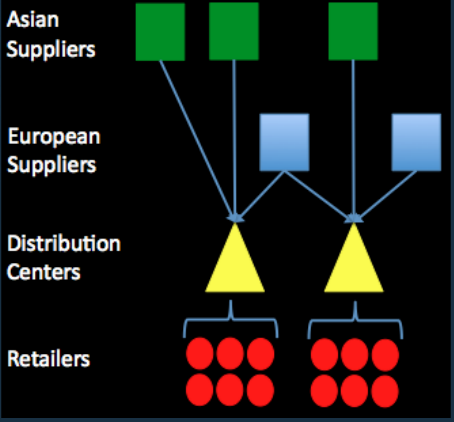 Asian
Suppliers
European
Suppliers
Distribution
Centers
Retailers